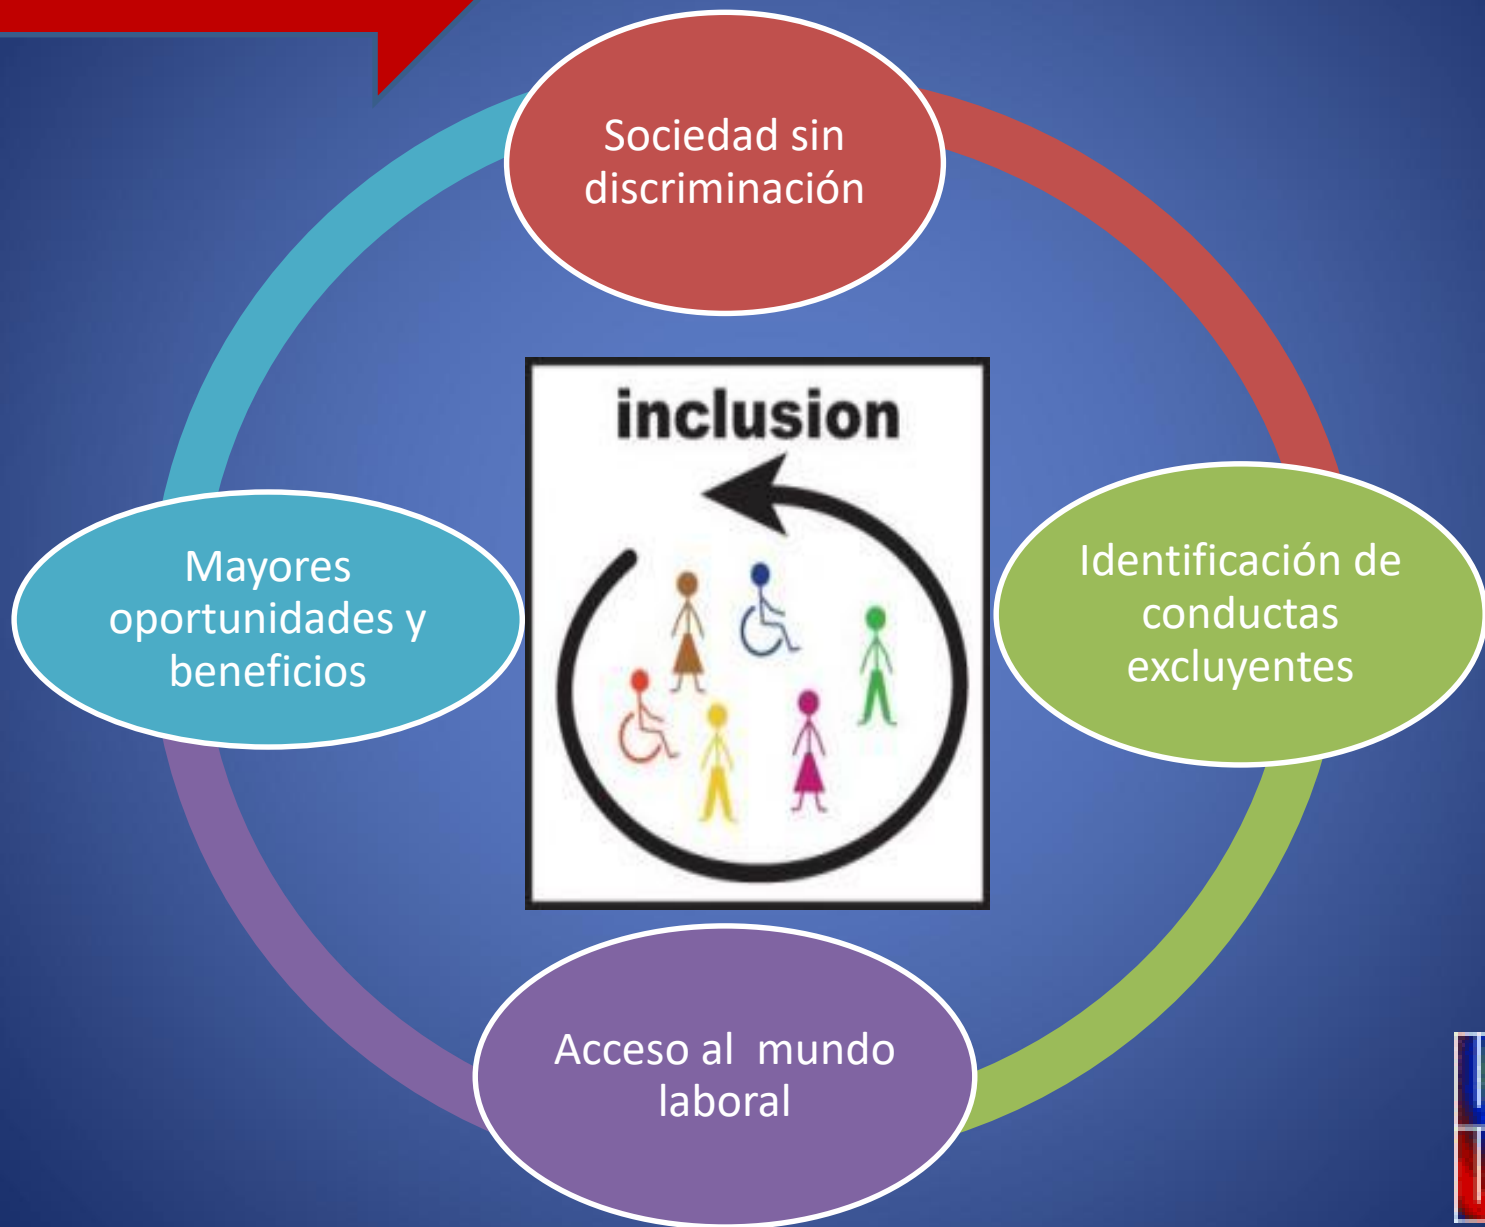 Sociedad sin
discriminación
inclusion
Identificación de
conductas
excluyentes
Mayores
oportunidades y
beneficios
Acceso al  mundo
laboral